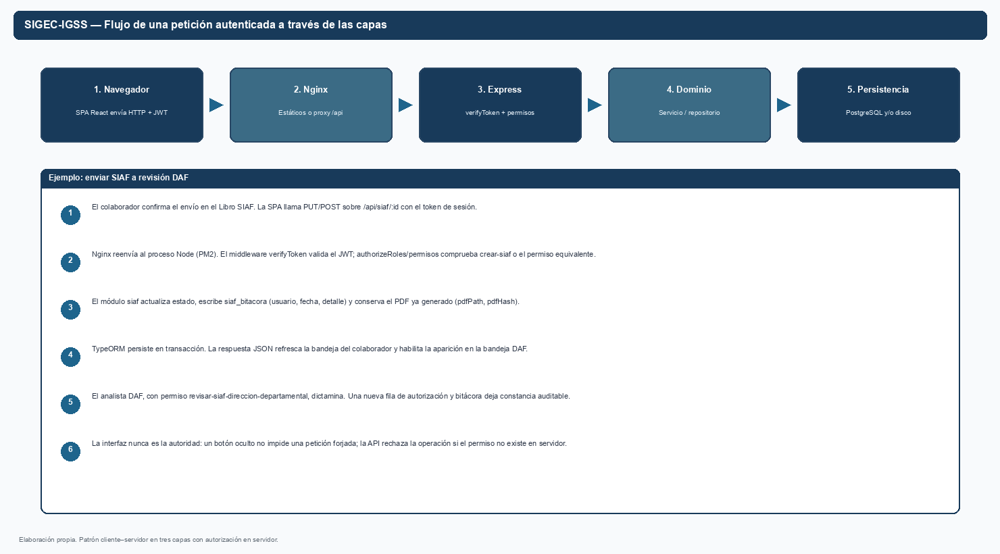 SIGEC-IGSS — Flujo de una petición autenticada a través de las capas
1. Navegador
SPA React envía HTTP + JWT
2. Nginx
Estáticos o proxy /api
3. Express
verifyToken + permisos
4. Dominio
Servicio / repositorio
5. Persistencia
PostgreSQL y/o disco
Ejemplo: enviar SIAF a revisión DAF
1
El colaborador confirma el envío en el Libro SIAF. La SPA llama PUT/POST sobre /api/siaf/:id con el token de sesión.
2
Nginx reenvía al proceso Node (PM2). El middleware verifyToken valida el JWT; authorizeRoles/permisos comprueba crear-siaf o el permiso equivalente.
3
El módulo siaf actualiza estado, escribe siaf_bitacora (usuario, fecha, detalle) y conserva el PDF ya generado (pdfPath, pdfHash).
4
TypeORM persiste en transacción. La respuesta JSON refresca la bandeja del colaborador y habilita la aparición en la bandeja DAF.
5
El analista DAF, con permiso revisar-siaf-direccion-departamental, dictamina. Una nueva fila de autorización y bitácora deja constancia auditable.
6
La interfaz nunca es la autoridad: un botón oculto no impide una petición forjada; la API rechaza la operación si el permiso no existe en servidor.
Elaboración propia. Patrón cliente–servidor en tres capas con autorización en servidor.